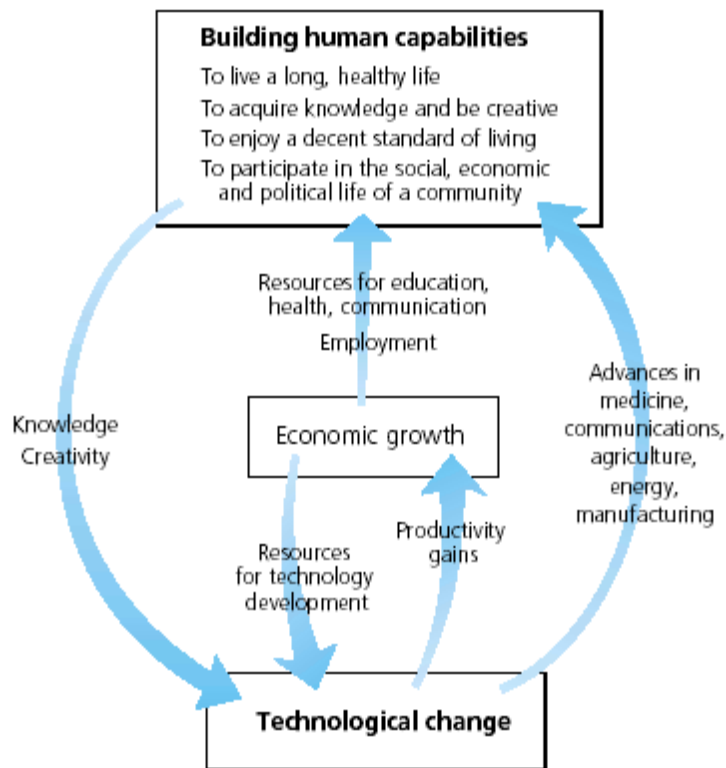 Building human capabilities
To live a long, healthy life
To acquire knowledge and be creative
To enjoy a decent standard of living
To participate in the social, economic
and political life of a community
Resources for education,
health, communication
Employment
Knowledge
Creativity
Advances in
medicine,
communications,
agriculture,
energy,
manufacturing
Economic growth
Resources
for technology
development
Productivity
gains
Technological change